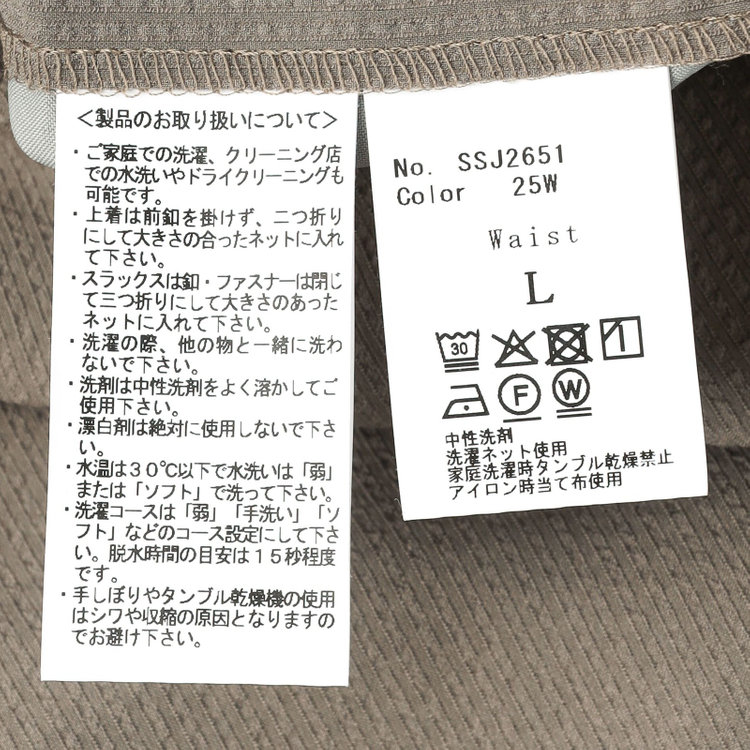 ＜製品のお取り扱いについて＞
・ご家庭での洗濯、クリーニング店
での水洗いやドライクリーニングも
可能です。
・上着は前釦を掛けず、二つ折り
にして大きさの合ったネットに入れ
て下さい。
・スラックスは釦・ファスナーは閉じ
て三つ折りにして大きさのあった
ネットに入れて下さい。
・洗濯の際、他の物と一緒に洗わ
ないで下さい。
・洗剤は中性洗剤をよく溶かしてご
使用下さい。
・漂白剤は絶対に使用しないで下さ
い。
・水温は３０℃以下で水洗いは「弱」
または「ソフト」で洗って下さい。
・洗濯コースは「弱」「手洗い」「ソ
フト」などのコース設定にして下さ
い。脱水時間の目安は１５秒程度
です。
・手しぼりやタンブル乾燥機の使用
はシワや収縮の原因となりますの
でお避け下さい。
No. SSJ2651
Color 25W
Waist
L
30
F W
中性洗剤
洗濯ネット使用
家庭洗濯時タンブル乾燥禁止
アイロン時当て布使用